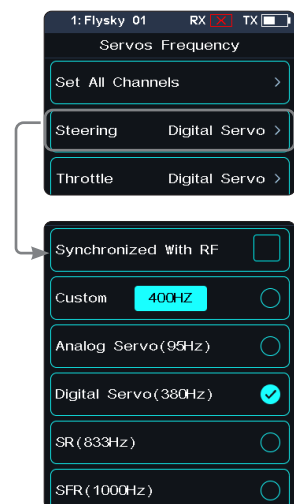 1: Flysky 01 RX TX
Servos Frequency
Set All Channels >
Steering Digital Servo >
Throttle Digital Servo >
Synchronized With RF
Custom 400HZ
Analog Servo(95Hz)
Digital Servo(380Hz)
SR(833Hz)
SFR(1000Hz)